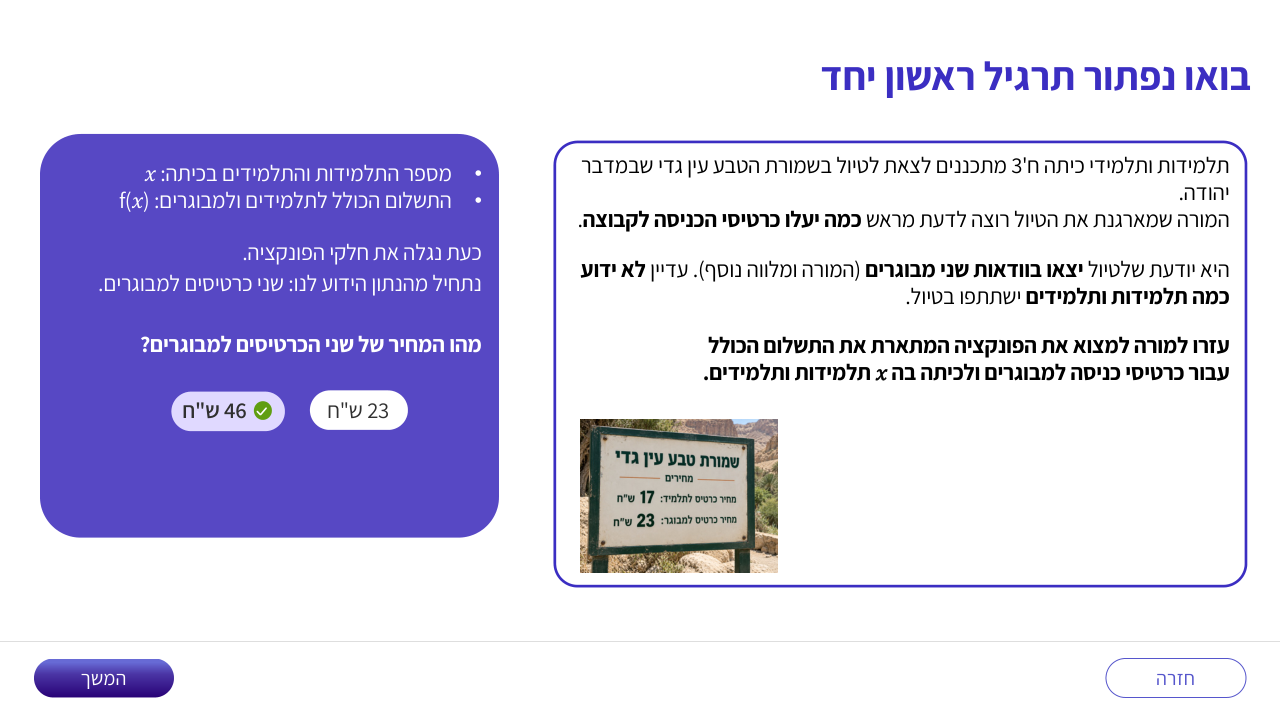 בואו נפתור תרגיל ראשון יחד
תלמידות ותלמידי כיתה ח'3 מתכננים לצאת לטיול בשמורת הטבע עין גדי שבמדבר
יהודה.
המורה שמארגנת את הטיול רוצה לדעת מראש כמה יעלו כרטיסי הכניסה לקבוצה.
היא יודעת שלטיול יצאו בוודאות שני מבוגרים (המורה ומלווה נוסף). עדיין לא ידוע
כמה תלמידות ותלמידים ישתתפו בטיול.
עזרו למורה למצוא את הפונקציה המתארת את התשלום הכולל
עבור כרטיסי כניסה למבוגרים ולכיתה בה x תלמידות ותלמידים.
שמורת טבע עין גדי
מחירים
מחיר כרטיס לתלמיד: 17 ש"ח
מחיר כרטיס למבוגר: 23 ש"ח
• מספר התלמידות והתלמידים בכיתה: x
• התשלום הכולל לתלמידים ולמבוגרים: f(x)
כעת נגלה את חלקי הפונקציה.
נתחיל מהנתון הידוע לנו: שני כרטיסים למבוגרים.
מהו המחיר של שני הכרטיסים למבוגרים?
23 ש"ח
46 ש"ח
חזרה
המשך